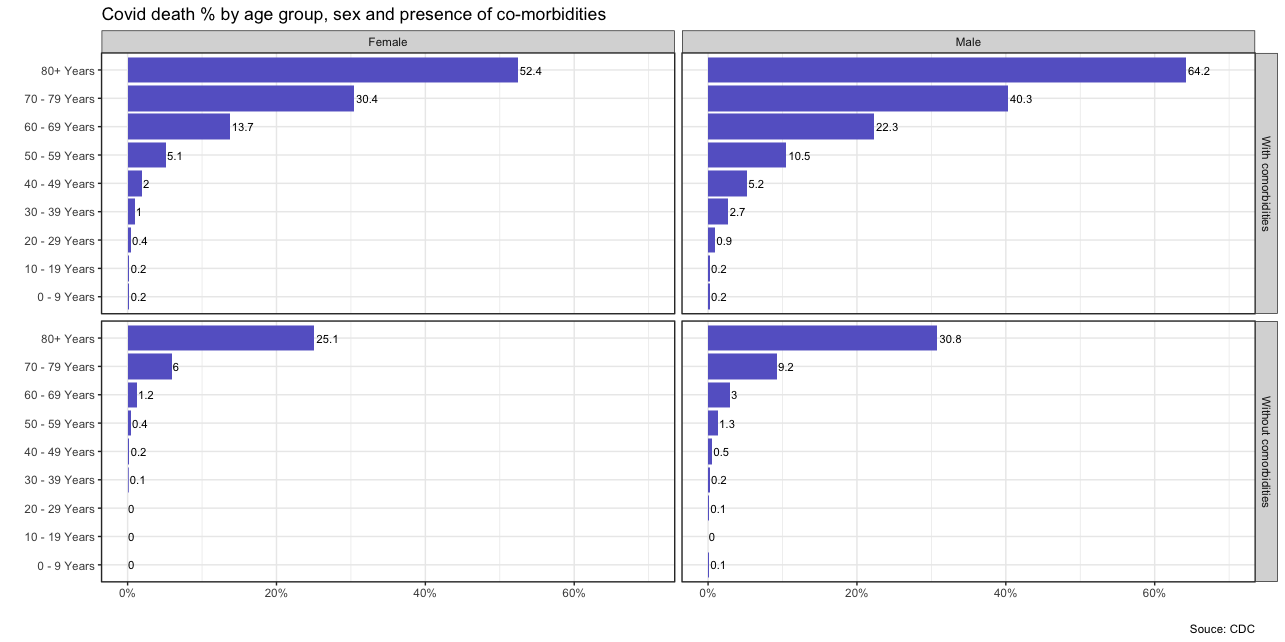 Covid death % by age group, sex and presence of co-morbidities
Female
Male
80+ Years 52.4 64.2
70 - 79 Years 30.4 40.3
60 - 69 Years 13.7 22.3
50 - 59 Years 5.1 10.5
40 - 49 Years 2 5.2
30 - 39 Years 1 2.7
20 - 29 Years 0.4 0.9
10 - 19 Years 0.2 0.2
0 - 9 Years 0.2 0.2
With comorbidities
80+ Years 25.1 30.8
70 - 79 Years 6 9.2
60 - 69 Years 1.2 3
50 - 59 Years 0.4 1.3
40 - 49 Years 0.2 0.5
30 - 39 Years 0.1 0.2
20 - 29 Years 0 0.1
10 - 19 Years 0 0
0 - 9 Years 0 0.1
Without comorbidities
0% 20% 40% 60% 0% 20% 40% 60%
Souce: CDC